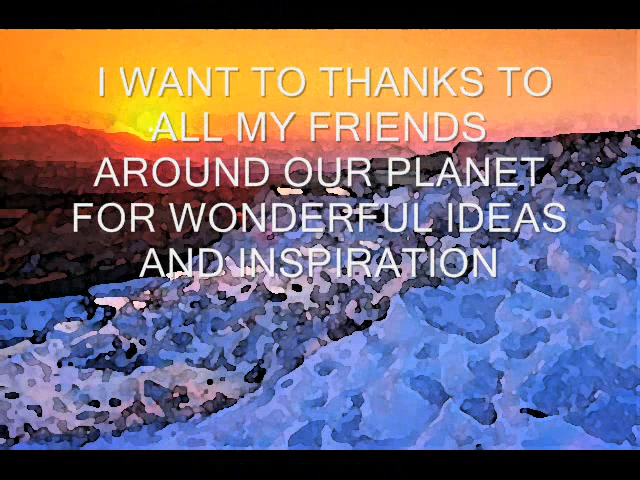 I WANT TO THANKS TO
ALL MY FRIENDS
AROUND OUR PLANET
FOR WONDERFUL IDEAS
AND INSPIRATION